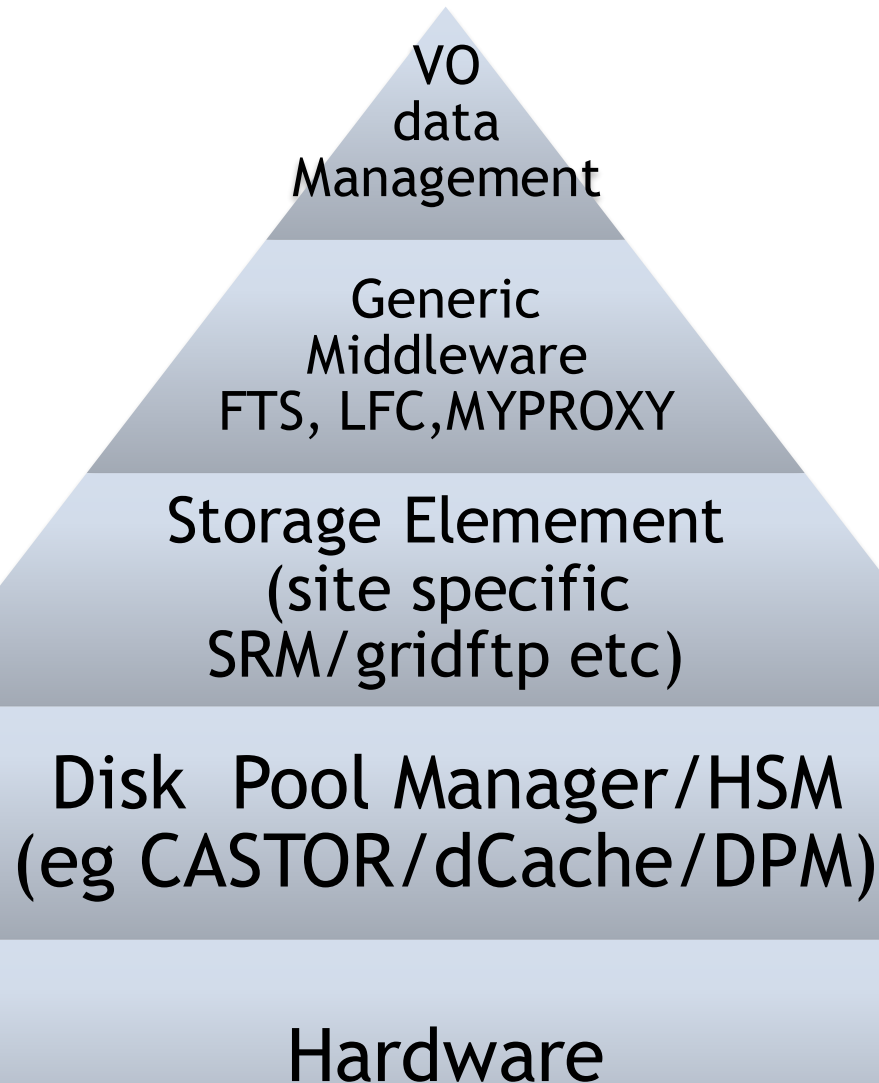 VO
data
Management
Generic
Middleware
FTS, LFC,MYPROXY
Storage Elemement
(site specific
SRM/gridftp etc)
Disk  Pool Manager/HSM
(eg CASTOR/dCache/DPM)
Hardware